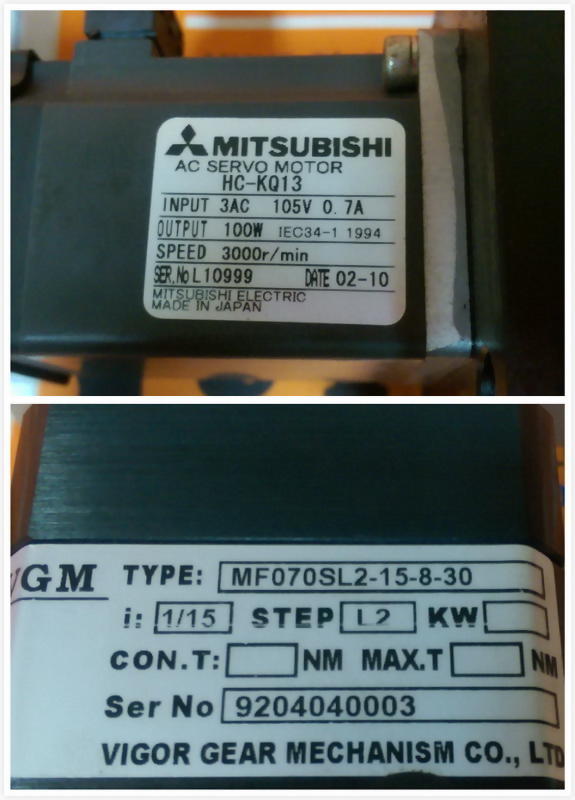 MITSUBISHI
AC SERVO MOTOR
HC-KQ13
INPUT 3AC 105V 0.7A
OUTPUT 100W IEC34-1 1994
SPEED 3000r/min
SER.No L10999 DATE 02-10
MITSUBISHI ELECTRIC
MADE IN JAPAN
VGM TYPE: MF070SL2-15-8-30
i: 1/15 STEP L2 KW
CON.T: NM MAX.T NM
Ser No 9204040003
VIGOR GEAR MECHANISM CO., LTD